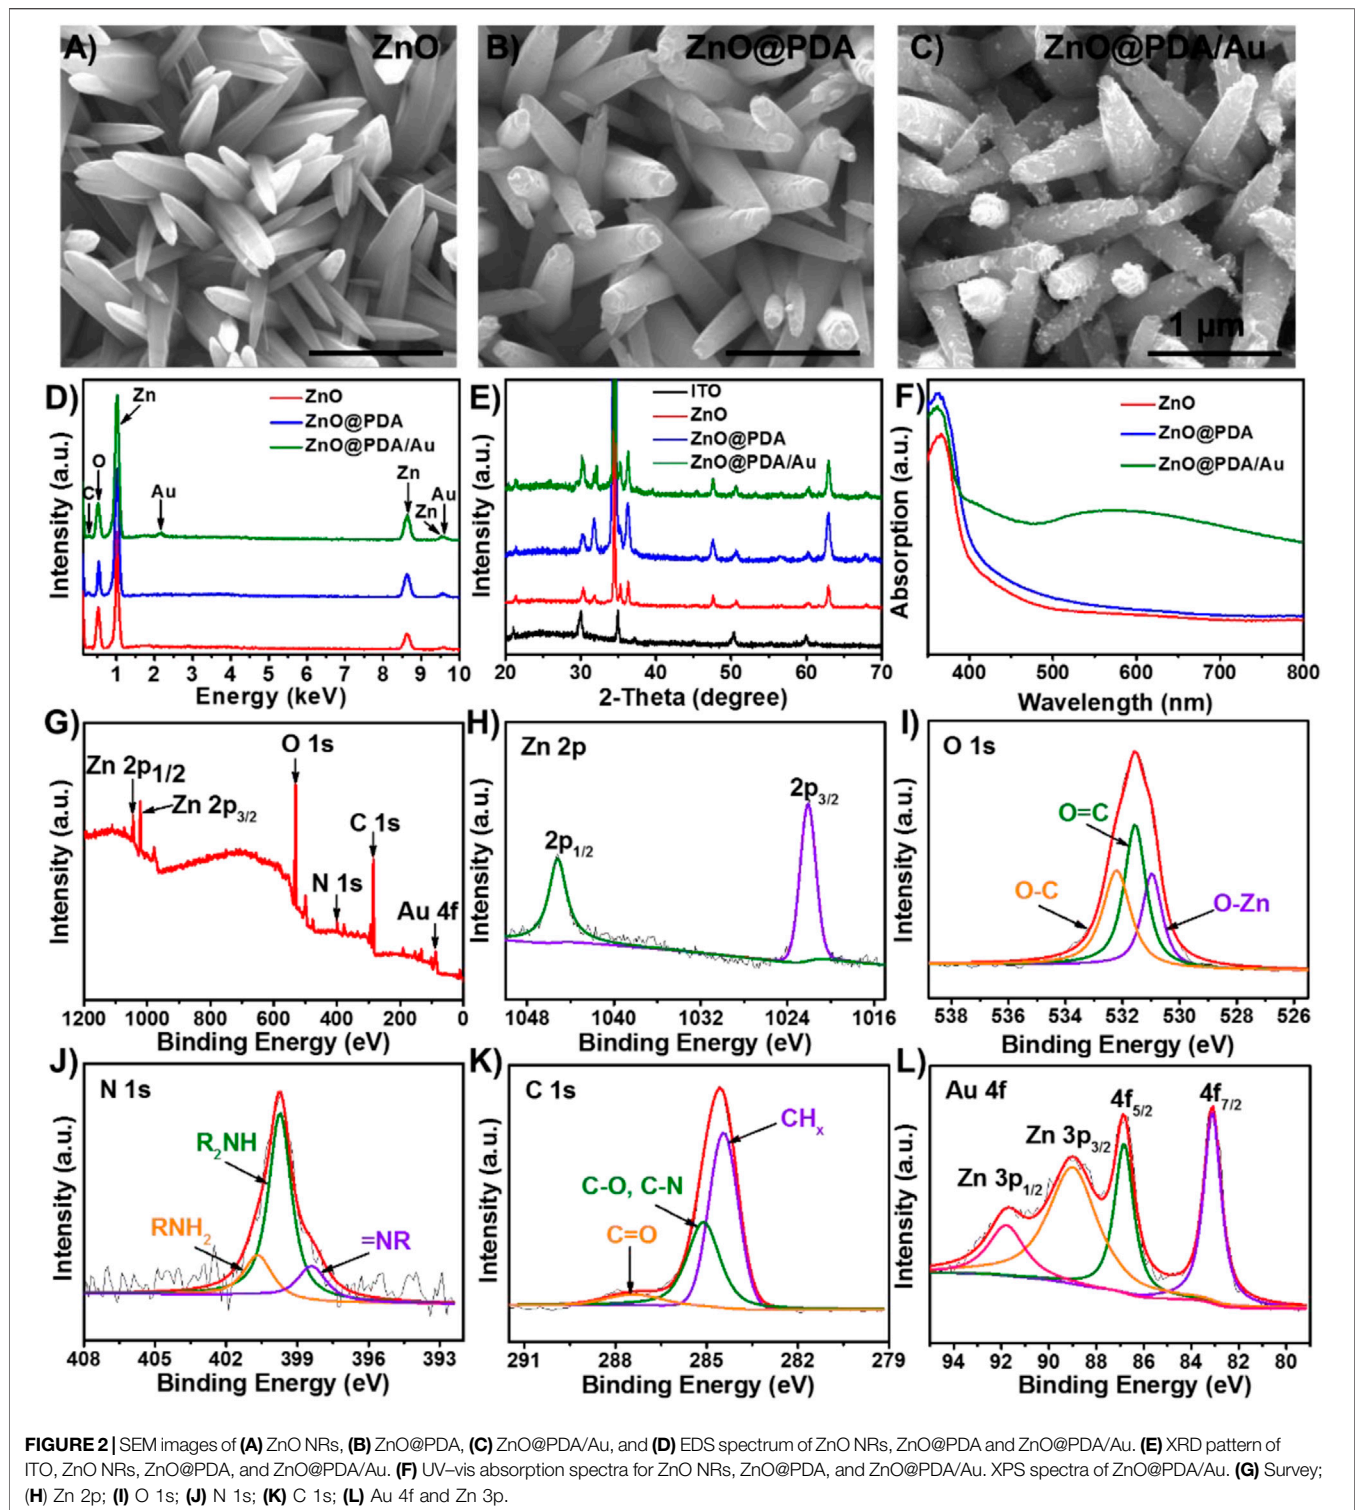 A) ZnO
B) ZnO@PDA
C) ZnO@PDA/Au
1 μm
D)
Zn
ZnO
ZnO@PDA
ZnO@PDA/Au
O
C
Au
Zn
Au
Zn
Intensity (a.u.)
1 2 3 4 5 6 7 8 9 10
Energy (keV)
E)
ITO
ZnO
ZnO@PDA
ZnO@PDA/Au
Intensity (a.u.)
20 30 40 50 60 70
2-Theta (degree)
F)
ZnO
ZnO@PDA
ZnO@PDA/Au
Absorption (a.u.)
400 500 600 700 800
Wavelength (nm)
G)
O 1s
Zn 2p1/2
Zn 2p3/2
C 1s
N 1s
Au 4f
Intensity (a.u.)
1200 1000 800 600 400 200 0
Binding Energy (eV)
H)
Zn 2p
2p3/2
2p1/2
Intensity (a.u.)
1048 1040 1032 1024 1016
Binding Energy (eV)
I)
O 1s
O=C
O-C
O-Zn
Intensity (a.u.)
538 536 534 532 530 528 526
Binding Energy (eV)
J)
N 1s
R2NH
RNH2
=NR
Intensity (a.u.)
408 405 402 399 396 393
Binding Energy (eV)
K)
C 1s
CHx
C-O, C-N
C=O
Intensity (a.u.)
291 288 285 282 279
Binding Energy (eV)
L)
Au 4f
4f5/2
4f7/2
Zn 3p3/2
Zn 3p1/2
Intensity (a.u.)
94 92 90 88 86 84 82 80
Binding Energy (eV)
FIGURE 2 | SEM images of (A) ZnO NRs, (B) ZnO@PDA, (C) ZnO@PDA/Au, and (D) EDS spectrum of ZnO NRs, ZnO@PDA and ZnO@PDA/Au. (E) XRD pattern of
ITO, ZnO NRs, ZnO@PDA, and ZnO@PDA/Au. (F) UV–vis absorption spectra for ZnO NRs, ZnO@PDA, and ZnO@PDA/Au. XPS spectra of ZnO@PDA/Au. (G) Survey;
(H) Zn 2p; (I) O 1s; (J) N 1s; (K) C 1s; (L) Au 4f and Zn 3p.